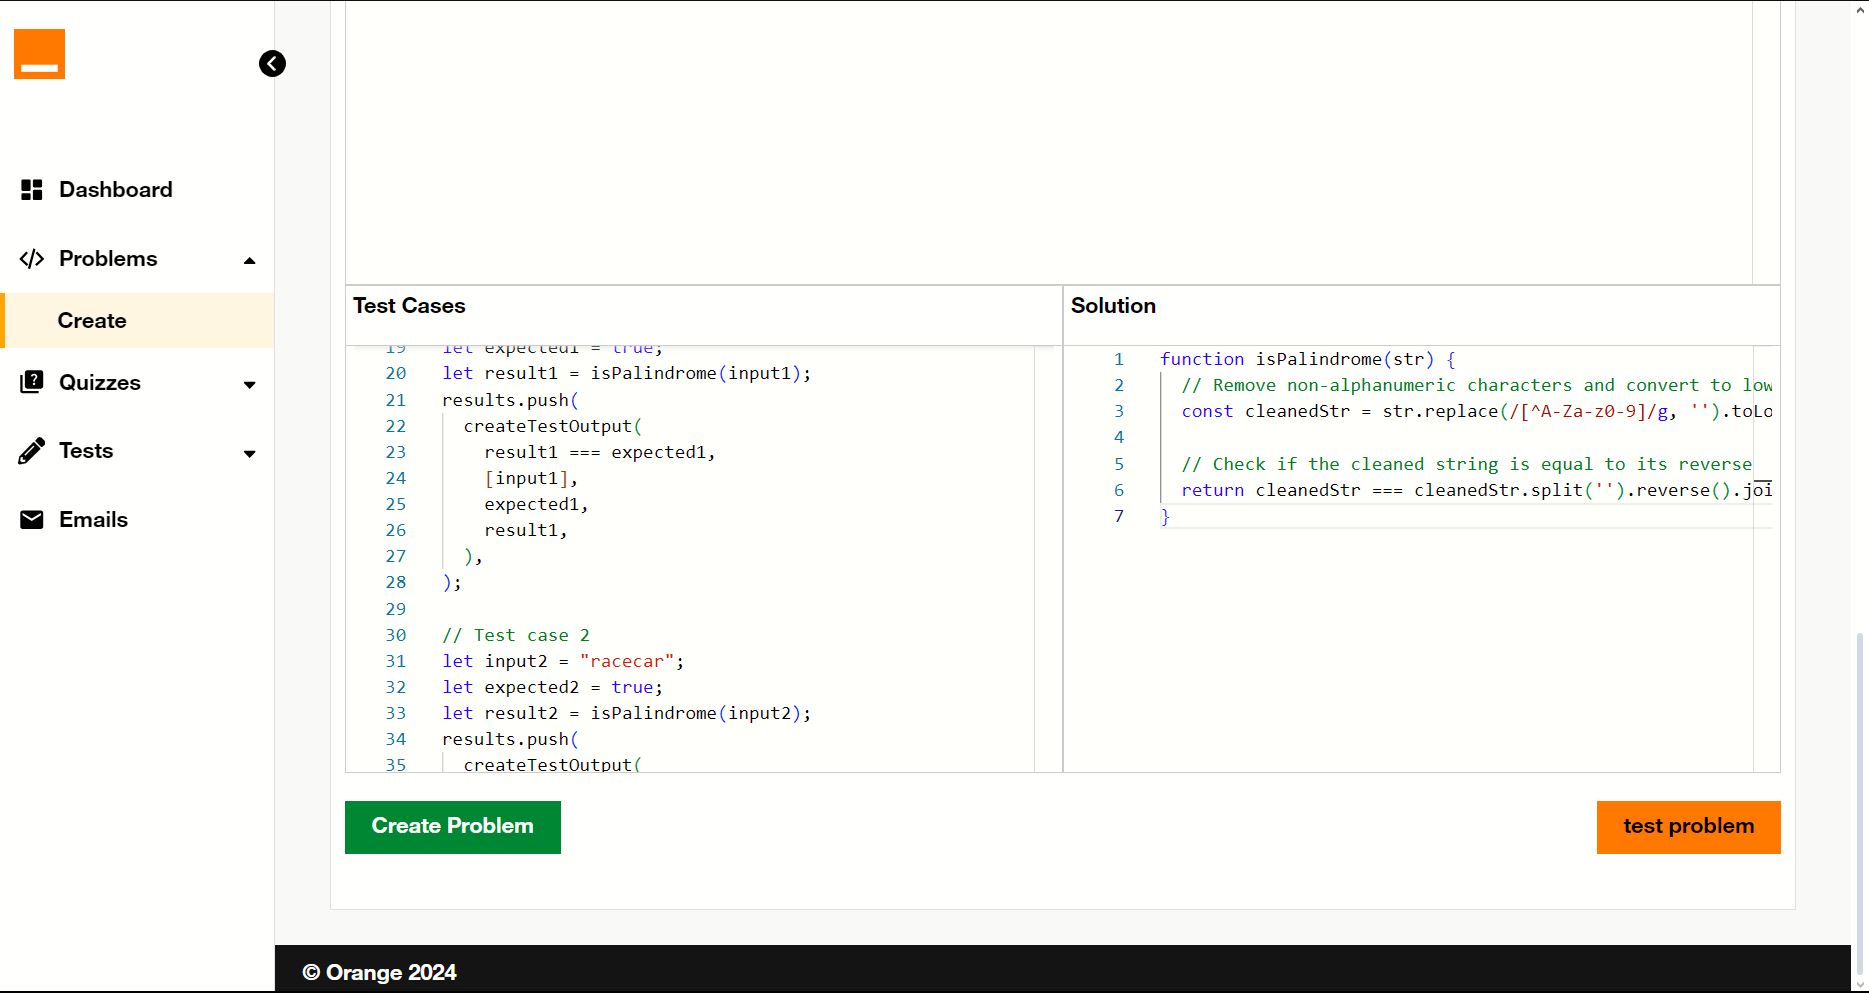 Dashboard
Problems
Create
Quizzes
Tests
Emails
Test Cases
19 let expected1 = true;
20 let result1 = isPalindrome(input1);
21 results.push(
22 createTestOutput(
23 result1 === expected1,
24 [input1],
25 expected1,
26 result1,
27 ),
28 );
29
30 // Test case 2
31 let input2 = "racecar";
32 let expected2 = true;
33 let result2 = isPalindrome(input2);
34 results.push(
35 createTestOutput(
Solution
1 function isPalindrome(str) {
2 // Remove non-alphanumeric characters and convert to low
3 const cleanedStr = str.replace(/[^A-Za-z0-9]/g, '').toLo
4
5 // Check if the cleaned string is equal to its reverse
6 return cleanedStr === cleanedStr.split('').reverse().joi
7 }
Create Problem
test problem
© Orange 2024